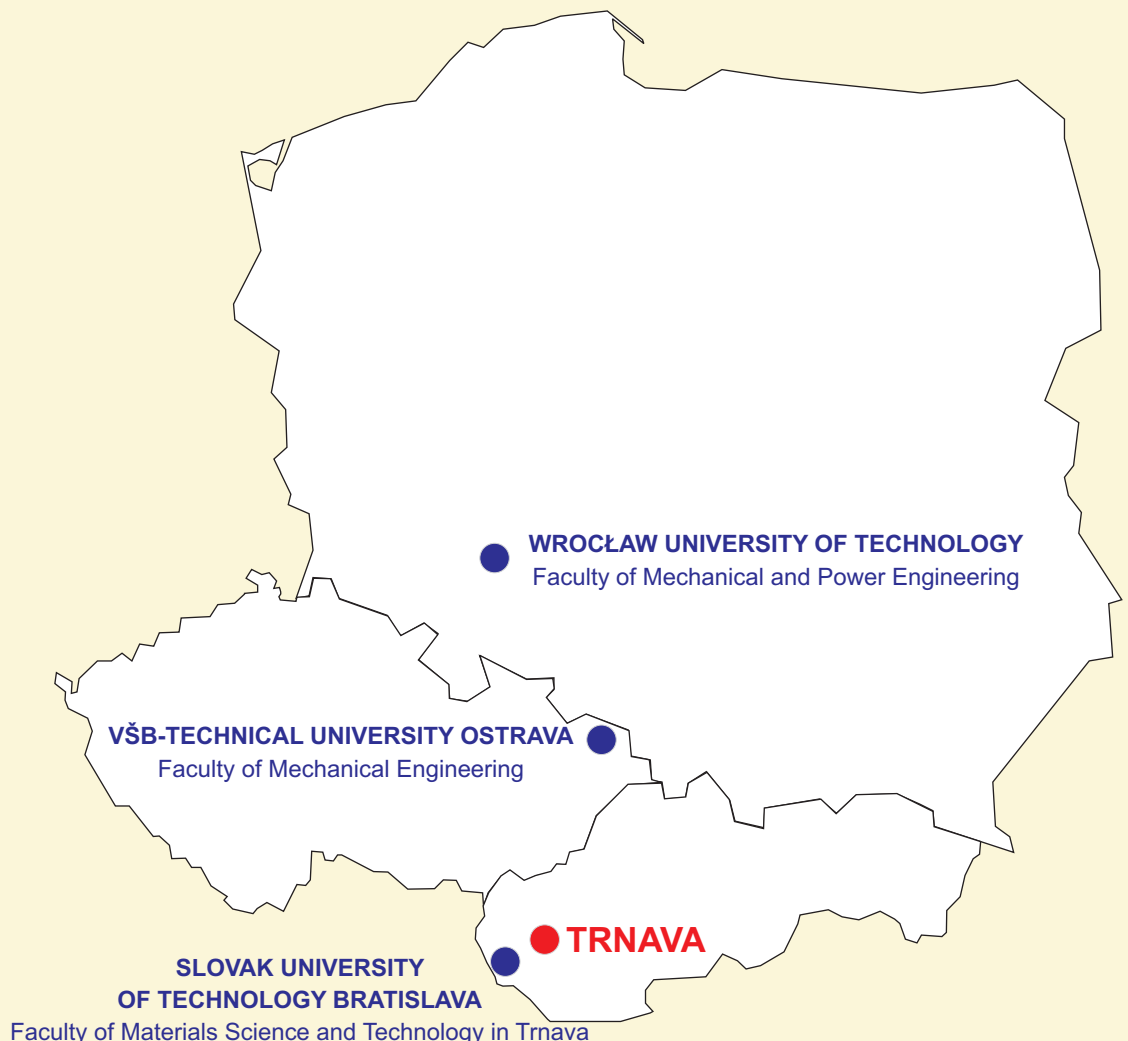 WROCŁAW UNIVERSITY OF TECHNOLOGY
Faculty of Mechanical and Power Engineering
VŠB-TECHNICAL UNIVERSITY OSTRAVA
Faculty of Mechanical Engineering
TRNAVA
SLOVAK UNIVERSITY
OF TECHNOLOGY BRATISLAVA
Faculty of Materials Science and Technology in Trnava